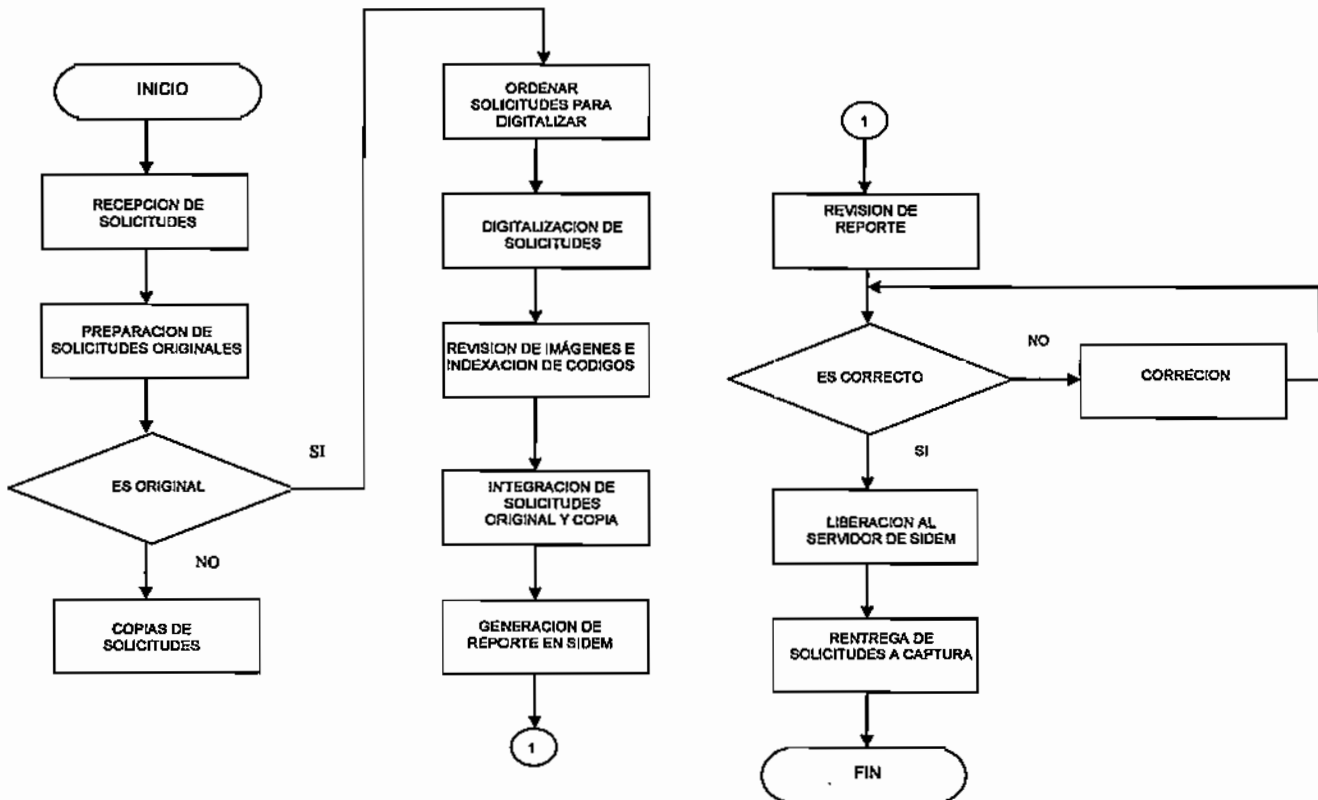 INICIO
RECEPCION DE
SOLICITUDES
PREPARACION DE
SOLICITUDES ORIGINALES
ES ORIGINAL
SI
NO
COPIAS DE
SOLICITUDES
ORDENAR
SOLICITUDES PARA
DIGITALIZAR
DIGITALIZACION DE
SOLICITUDES
REVISION DE IMÁGENES E
INDEXACION DE CODIGOS
INTEGRACION DE
SOLICITUDES
ORIGINAL Y COPIA
GENERACION DE
REPORTE EN SIDEM
1
1
REVISION DE
REPORTE
ES CORRECTO
NO
CORRECION
SI
LIBERACION AL
SERVIDOR DE SIDEM
RENTREGA DE
SOLICITUDES A CAPTURA
FIN